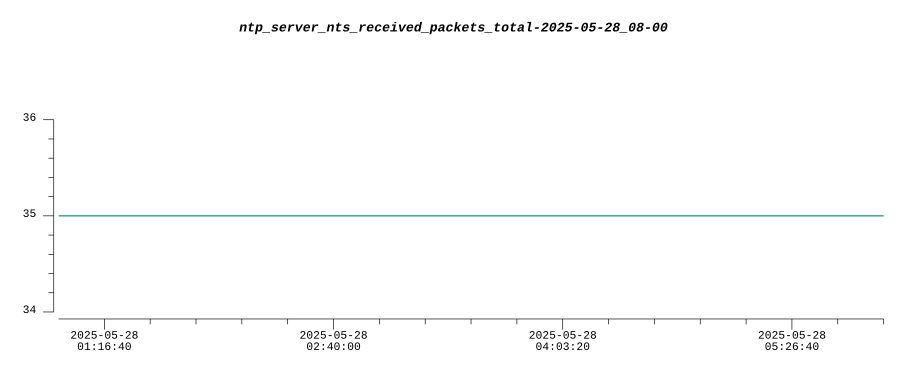 ntp_server_nts_received_packets_total-2025-05-28_08-00
36
35
34
2025-05-28 2025-05-28 2025-05-28 2025-05-28
01:16:40 02:40:00 04:03:20 05:26:40